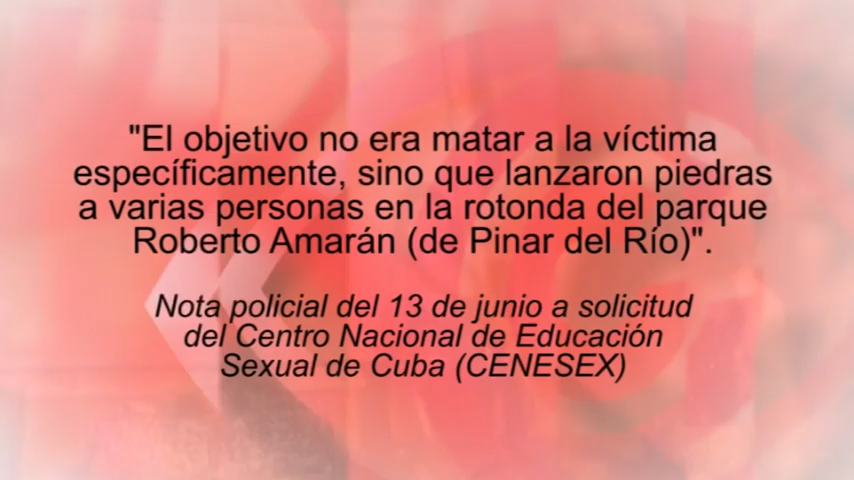 "El objetivo no era matar a la víctima
específicamente, sino que lanzaron piedras
a varias personas en la rotonda del parque
Roberto Amarán (de Pinar del Río)".
Nota policial del 13 de junio a solicitud
del Centro Nacional de Educación
Sexual de Cuba (CENESEX)